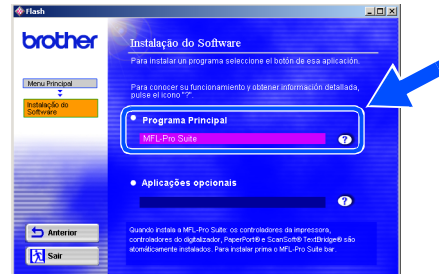 Flash
brother
Instalação do Software
Para instalar un programa seleccione el botón de esa aplicación.
Para conocer su funcionamiento y obtener información detallada,
pulse el icono "?".
Menu Principal
Instalação do
Software
Programa Principal
MFL-Pro Suite
?
Aplicações opcionais
?
Quando instala a MFL-Pro Suite: os controladores da impressora,
controladores do digitalizador, PaperPort® e ScanSoft® TextBridge® são
atomáticamente instalados. Para instalar prima o MFL-Pro Suite bar.
Anterior
Sair